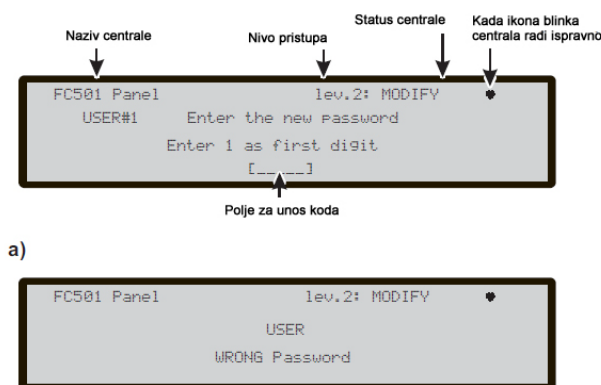 Naziv centrale
Nivo pristupa
Status centrale
Kada ikona blinka
centrala radi ispravno
FC501 Panel lev.2: MODIFY
USER#1 Enter the new password
Enter 1 as first digit
[_____]
Polje za unos koda
a)
FC501 Panel lev.2: MODIFY
USER
WRONG Password